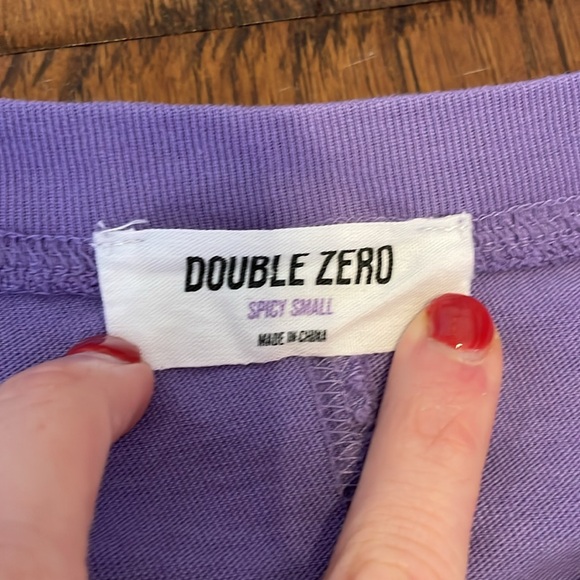 DOUBLE ZERO
SPICY SMALL
MADE IN CHINA